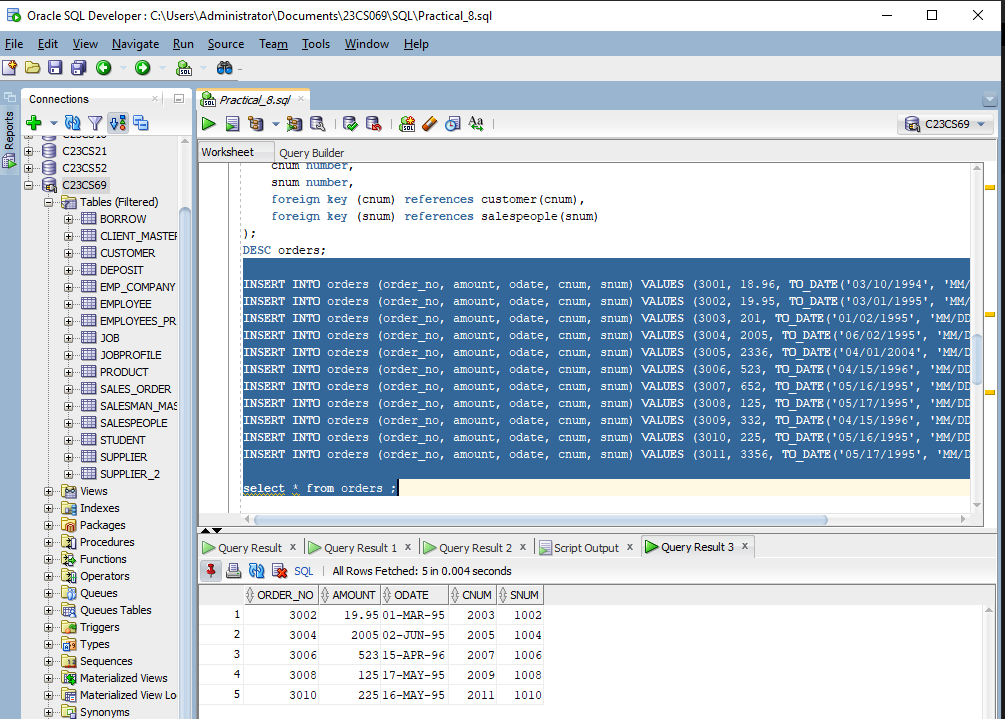 Oracle SQL Developer : C:\Users\Administrator\Documents\23CS069\SQL\Practical_8.sql
File Edit View Navigate Run Source Team Tools Window Help
Reports
Connections
C23CS21
C23CS52
C23CS69
Tables (Filtered)
BORROW
CLIENT_MASTER
CUSTOMER
DEPOSIT
EMP_COMPANY
EMPLOYEE
EMPLOYEES_PR
JOB
JOBPROFILE
PRODUCT
SALES_ORDER
SALESMAN_MAS
SALESPEOPLE
STUDENT
SUPPLIER
SUPPLIER_2
Views
Indexes
Packages
Procedures
Functions
Operators
Queues
Queues Tables
Triggers
Types
Sequences
Materialized Views
Materialized View Lo
Synonyms
Practical_8.sql
C23CS69
Worksheet Query Builder
cnum number,
snum number,
foreign key (cnum) references customer(cnum),
foreign key (snum) references salespeople(snum)
);
DESC orders;
INSERT INTO orders (order_no, amount, odate, cnum, snum) VALUES (3001, 18.96, TO_DATE('03/10/1994', 'MM/
INSERT INTO orders (order_no, amount, odate, cnum, snum) VALUES (3002, 19.95, TO_DATE('03/01/1995', 'MM/
INSERT INTO orders (order_no, amount, odate, cnum, snum) VALUES (3003, 201, TO_DATE('01/02/1995', 'MM/DD
INSERT INTO orders (order_no, amount, odate, cnum, snum) VALUES (3004, 2005, TO_DATE('06/02/1995', 'MM/D
INSERT INTO orders (order_no, amount, odate, cnum, snum) VALUES (3005, 2336, TO_DATE('04/01/2004', 'MM/D
INSERT INTO orders (order_no, amount, odate, cnum, snum) VALUES (3006, 523, TO_DATE('04/15/1996', 'MM/DD
INSERT INTO orders (order_no, amount, odate, cnum, snum) VALUES (3007, 652, TO_DATE('05/16/1995', 'MM/DD
INSERT INTO orders (order_no, amount, odate, cnum, snum) VALUES (3008, 125, TO_DATE('05/17/1995', 'MM/DD
INSERT INTO orders (order_no, amount, odate, cnum, snum) VALUES (3009, 332, TO_DATE('04/15/1996', 'MM/DD
INSERT INTO orders (order_no, amount, odate, cnum, snum) VALUES (3010, 225, TO_DATE('05/16/1995', 'MM/DD
INSERT INTO orders (order_no, amount, odate, cnum, snum) VALUES (3011, 3356, TO_DATE('05/17/1995', 'MM/D
select * from orders ;
Query Result Query Result 1 Query Result 2 Script Output Query Result 3
SQL All Rows Fetched: 5 in 0.004 seconds
ORDER_NO AMOUNT ODATE CNUM SNUM
1 3002 19.95 01-MAR-95 2003 1002
2 3004 2005 02-JUN-95 2005 1004
3 3006 523 15-APR-96 2007 1006
4 3008 125 17-MAY-95 2009 1008
5 3010 225 16-MAY-95 2011 1010